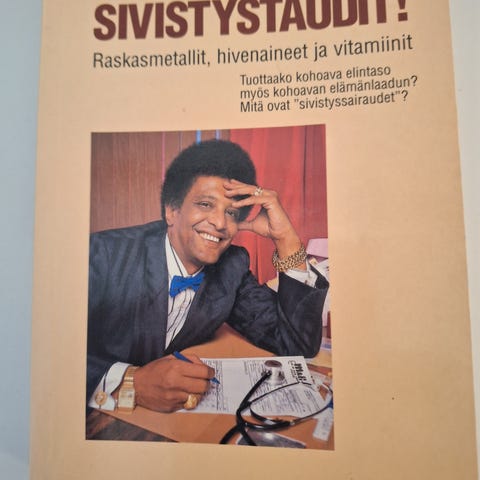 SIVISTYSTAUDIT!
Raskasmetallit, hivenaineet ja vitamiinit
Tuottaako kohoava elintaso
myös kohoavan elämänlaadun?
Mitä ovat "sivistyssairaudet"?